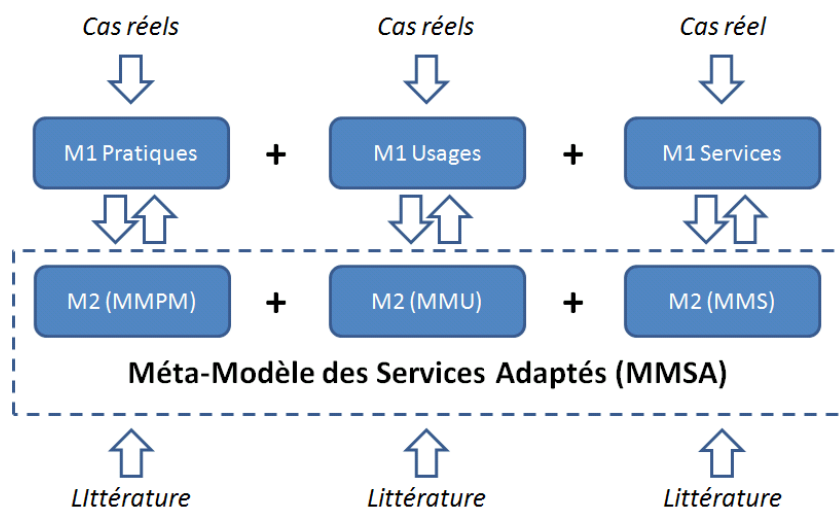 Cas réels Cas réels Cas réel
M1 Pratiques + M1 Usages + M1 Services
M2 (MMPM) + M2 (MMU) + M2 (MMS)
Méta-Modèle des Services Adaptés (MMSA)
LIttérature Littérature Littérature